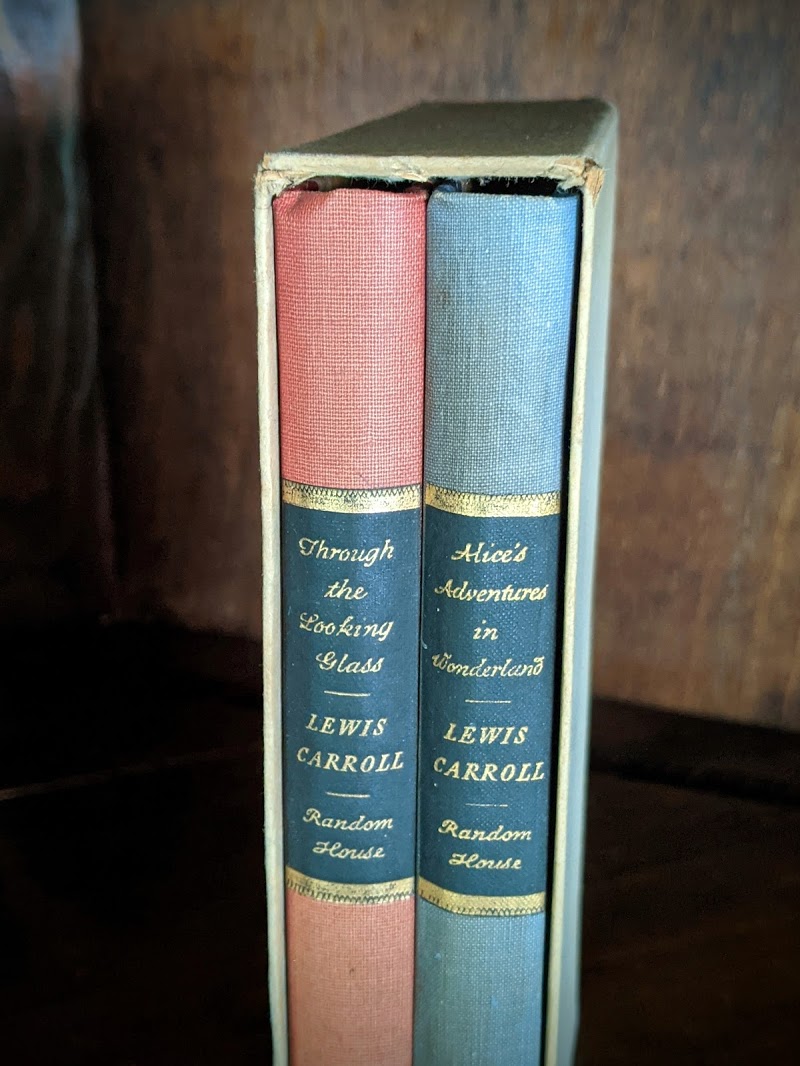 Through
the
Looking
Glass
LEWIS
CARROLL
Random
House
Alice's
Adventures
in
Wonderland
LEWIS
CARROLL
Random
House